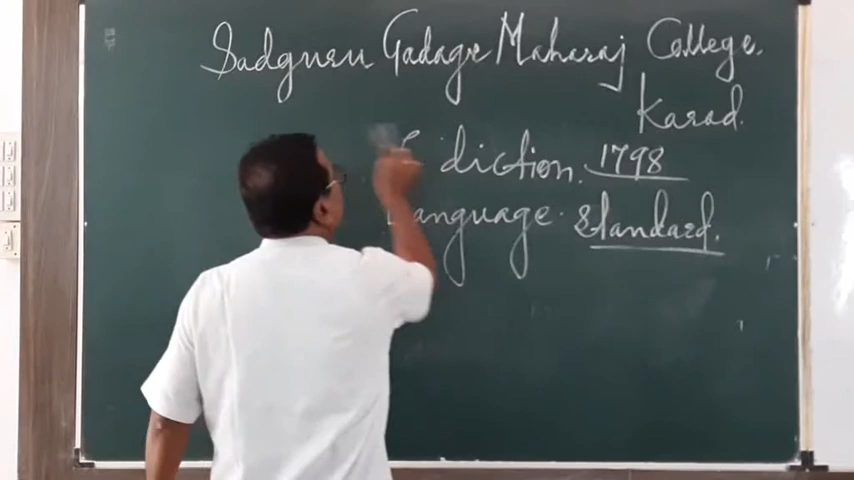 Sadguru Gadage Maharaj College.
Karad.
diction. 1798
Language. Standard.